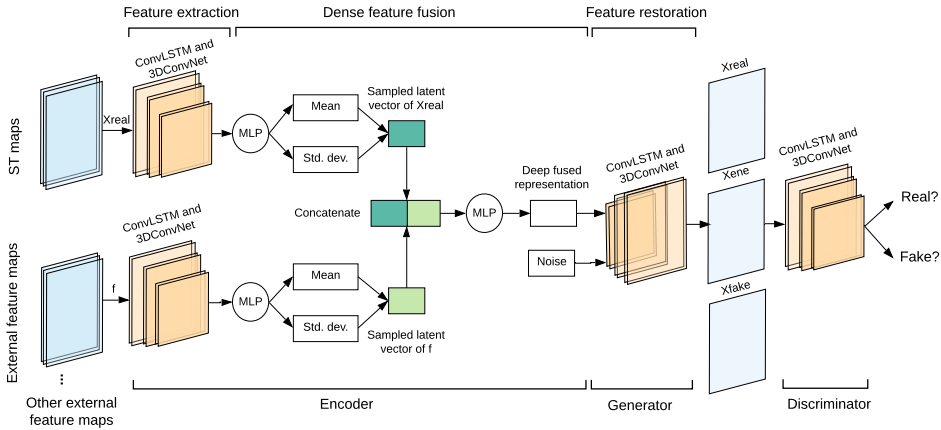 Feature extraction
Dense feature fusion
Feature restoration
ConvLSTM and
3DConvNet
ST maps
Xreal
MLP
Mean
Std. dev.
Sampled latent
vector of Xreal
Concatenate
MLP
Deep fused
representation
Noise
ConvLSTM and
3DConvNet
Xreal
Xene
Xfake
ConvLSTM and
3DConvNet
Real?
Fake?
External feature maps
f
ConvLSTM and
3DConvNet
MLP
Mean
Std. dev.
Sampled latent
vector of f
...
Other external
feature maps
Encoder
Generator
Discriminator